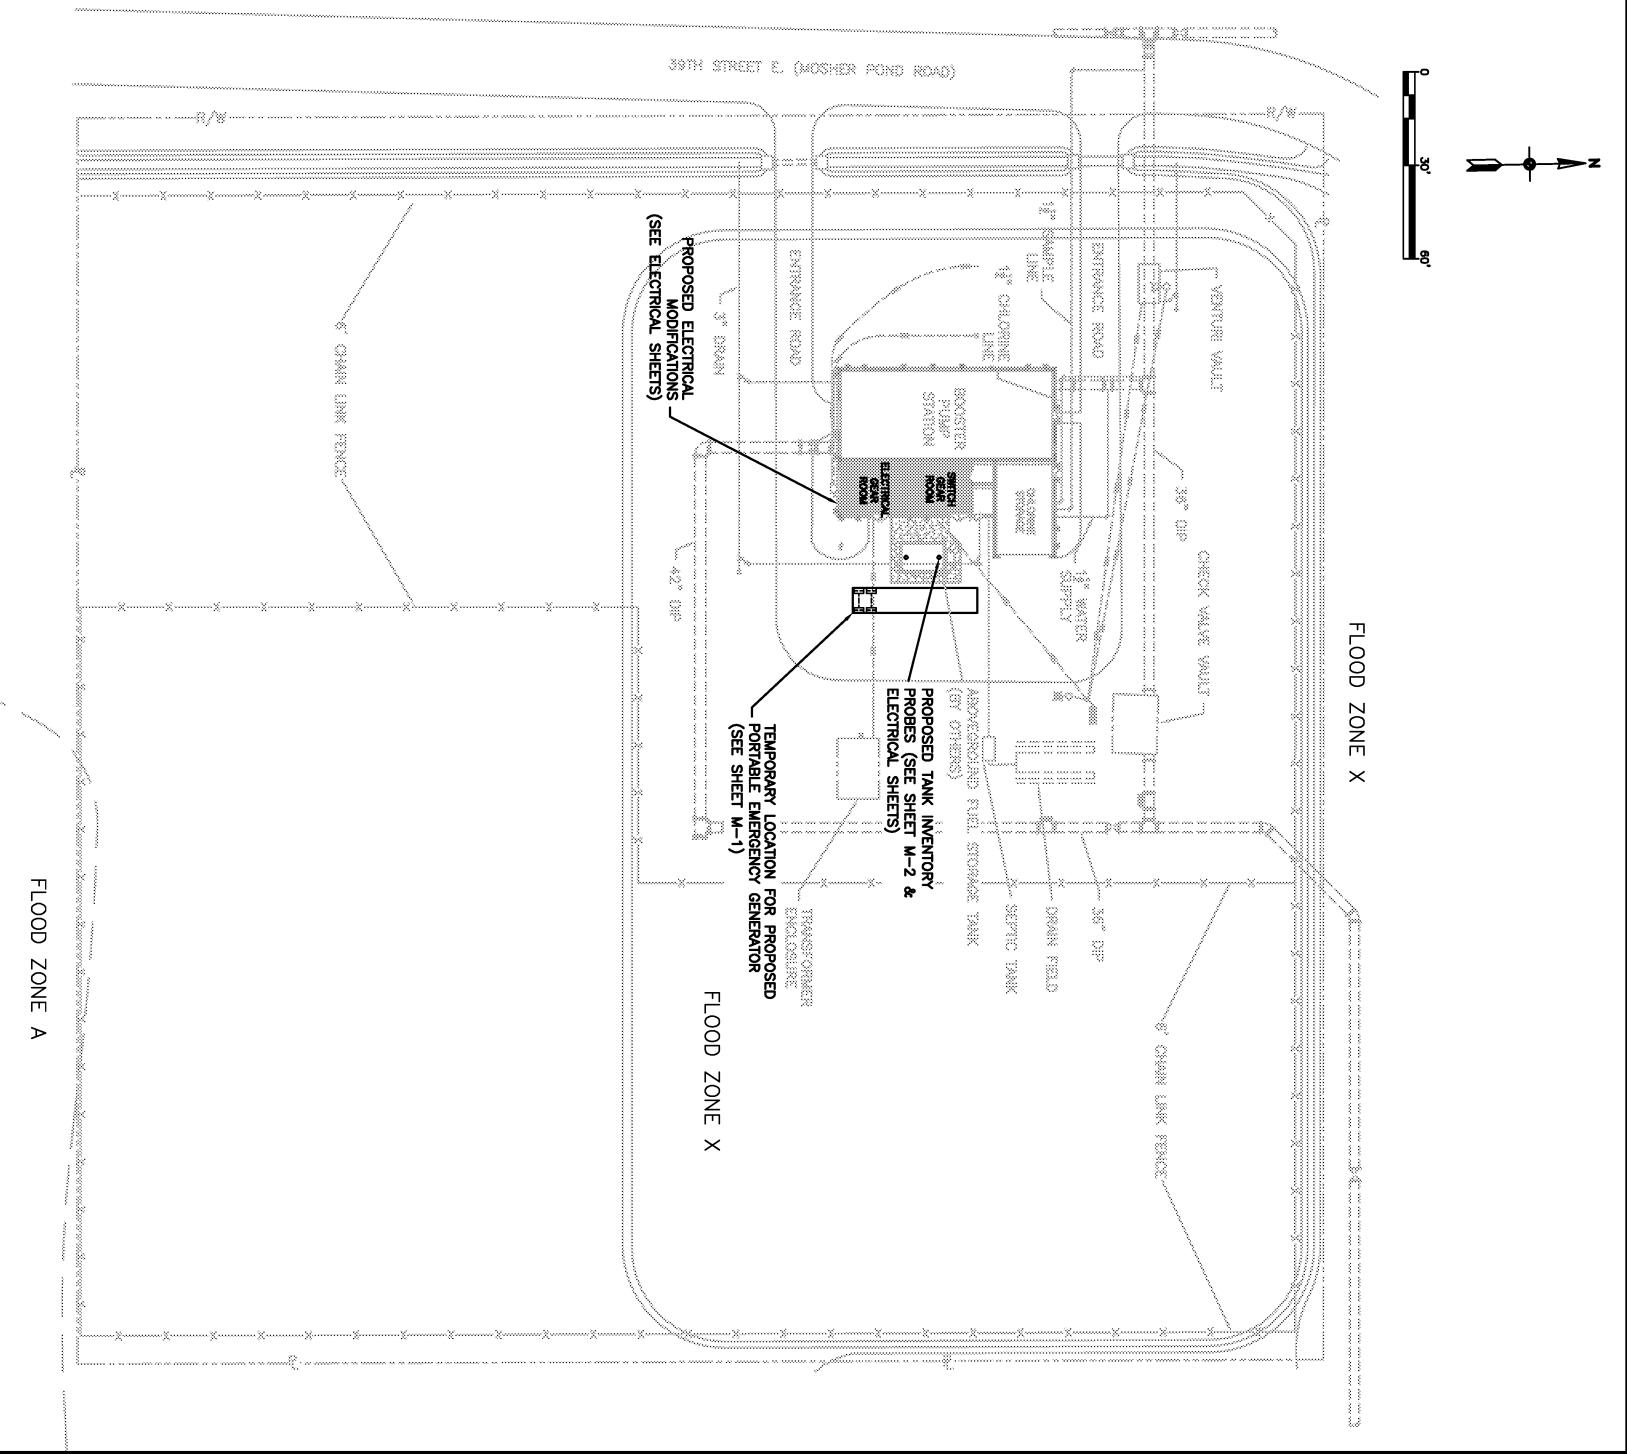 0
30'
60'
N
39TH STREET E. (MOSHER POND ROAD)
R/W
R/W
FLOOD ZONE X
VENTURE VAULT
ENTRANCE ROAD
SAMPLE
LINE
CHLORINE
LINE
ENTRANCE ROAD
3" DRAIN
PROPOSED ELECTRICAL
MODIFICATIONS
(SEE ELECTRICAL SHEETS)
6' CHAIN LINK FENCE
BOOSTER
PUMP
STATION
SWITCH
GEAR
ROOM
ELECTRICAL
GEAR
ROOM
CHLORINE
STORAGE
36" DIP
CHECK VALVE VAULT
WATER
SUPPLY
42" DIP
PROPOSED TANK INVENTORY
PROBES (SEE SHEET M-2 &
ELECTRICAL SHEETS)
ABOVEGROUND FUEL STORAGE TANK
(BY OTHERS)
TEMPORARY LOCATION FOR PROPOSED
PORTABLE EMERGENCY GENERATOR
(SEE SHEET M-1)
36" DIP
DRAIN FIELD
SEPTIC TANK
TRANSFORMER
ENCLOSURE
6' CHAIN LINK FENCE
FLOOD ZONE X
FLOOD ZONE A